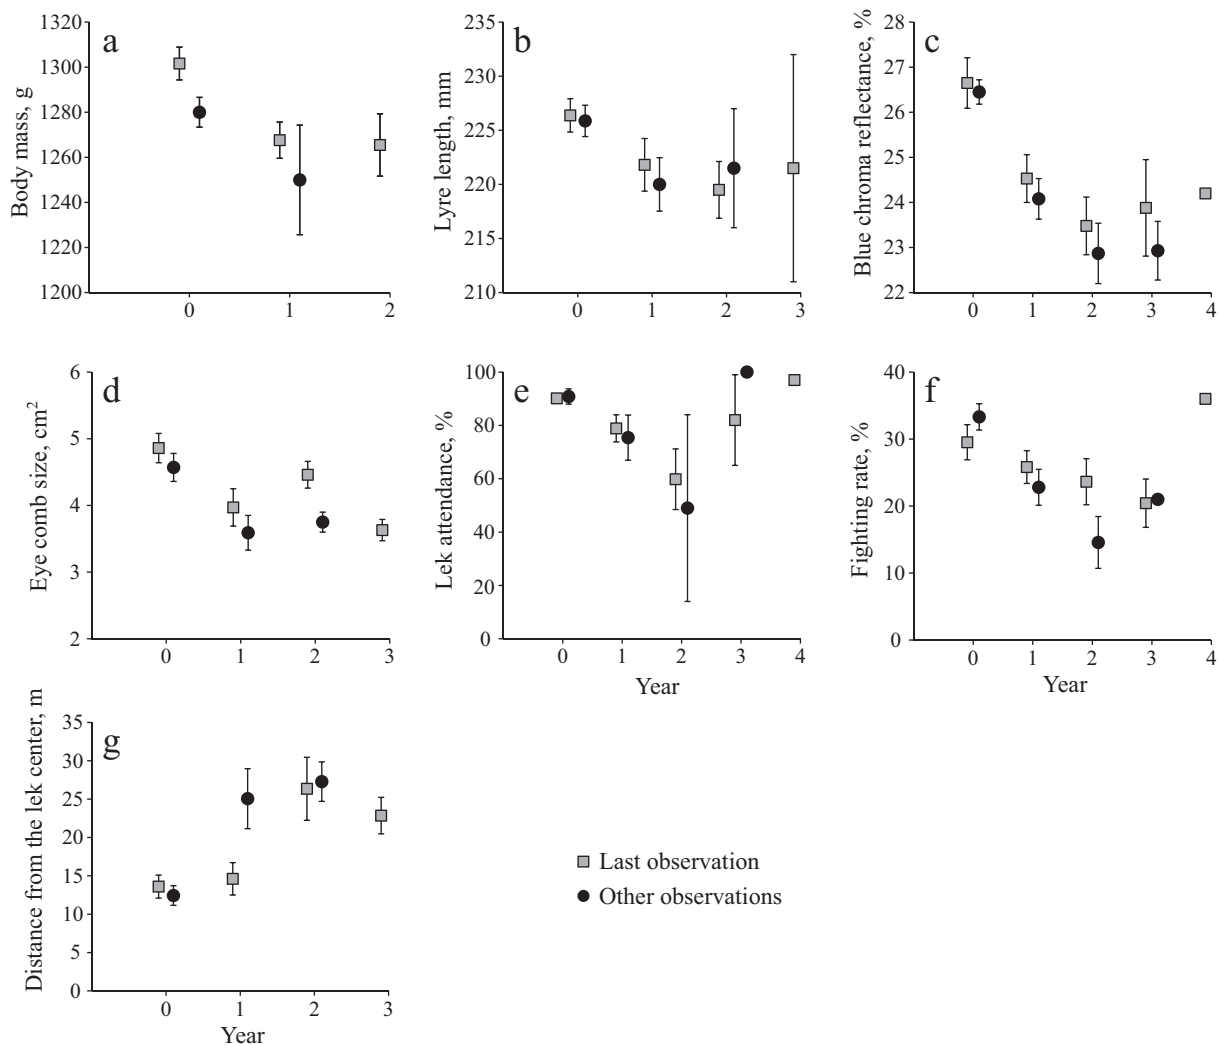 a
Body mass, g
1320
1300
1280
1260
1240
1220
1200
0 1 2
b
Lyre length, mm
235
230
225
220
215
210
0 1 2 3
c
Blue chroma reflectance, %
28
27
26
25
24
23
22
0 1 2 3 4
d
Eye comb size, cm2
6
5
4
3
2
0 1 2 3
e
Lek attendance, %
100
80
60
40
20
0
0 1 2 3 4
Year
f
Fighting rate, %
40
30
20
10
0
0 1 2 3 4
Year
g
Distance from the lek center, m
35
30
25
20
15
10
5
0
0 1 2 3
Year
Last observation
Other observations